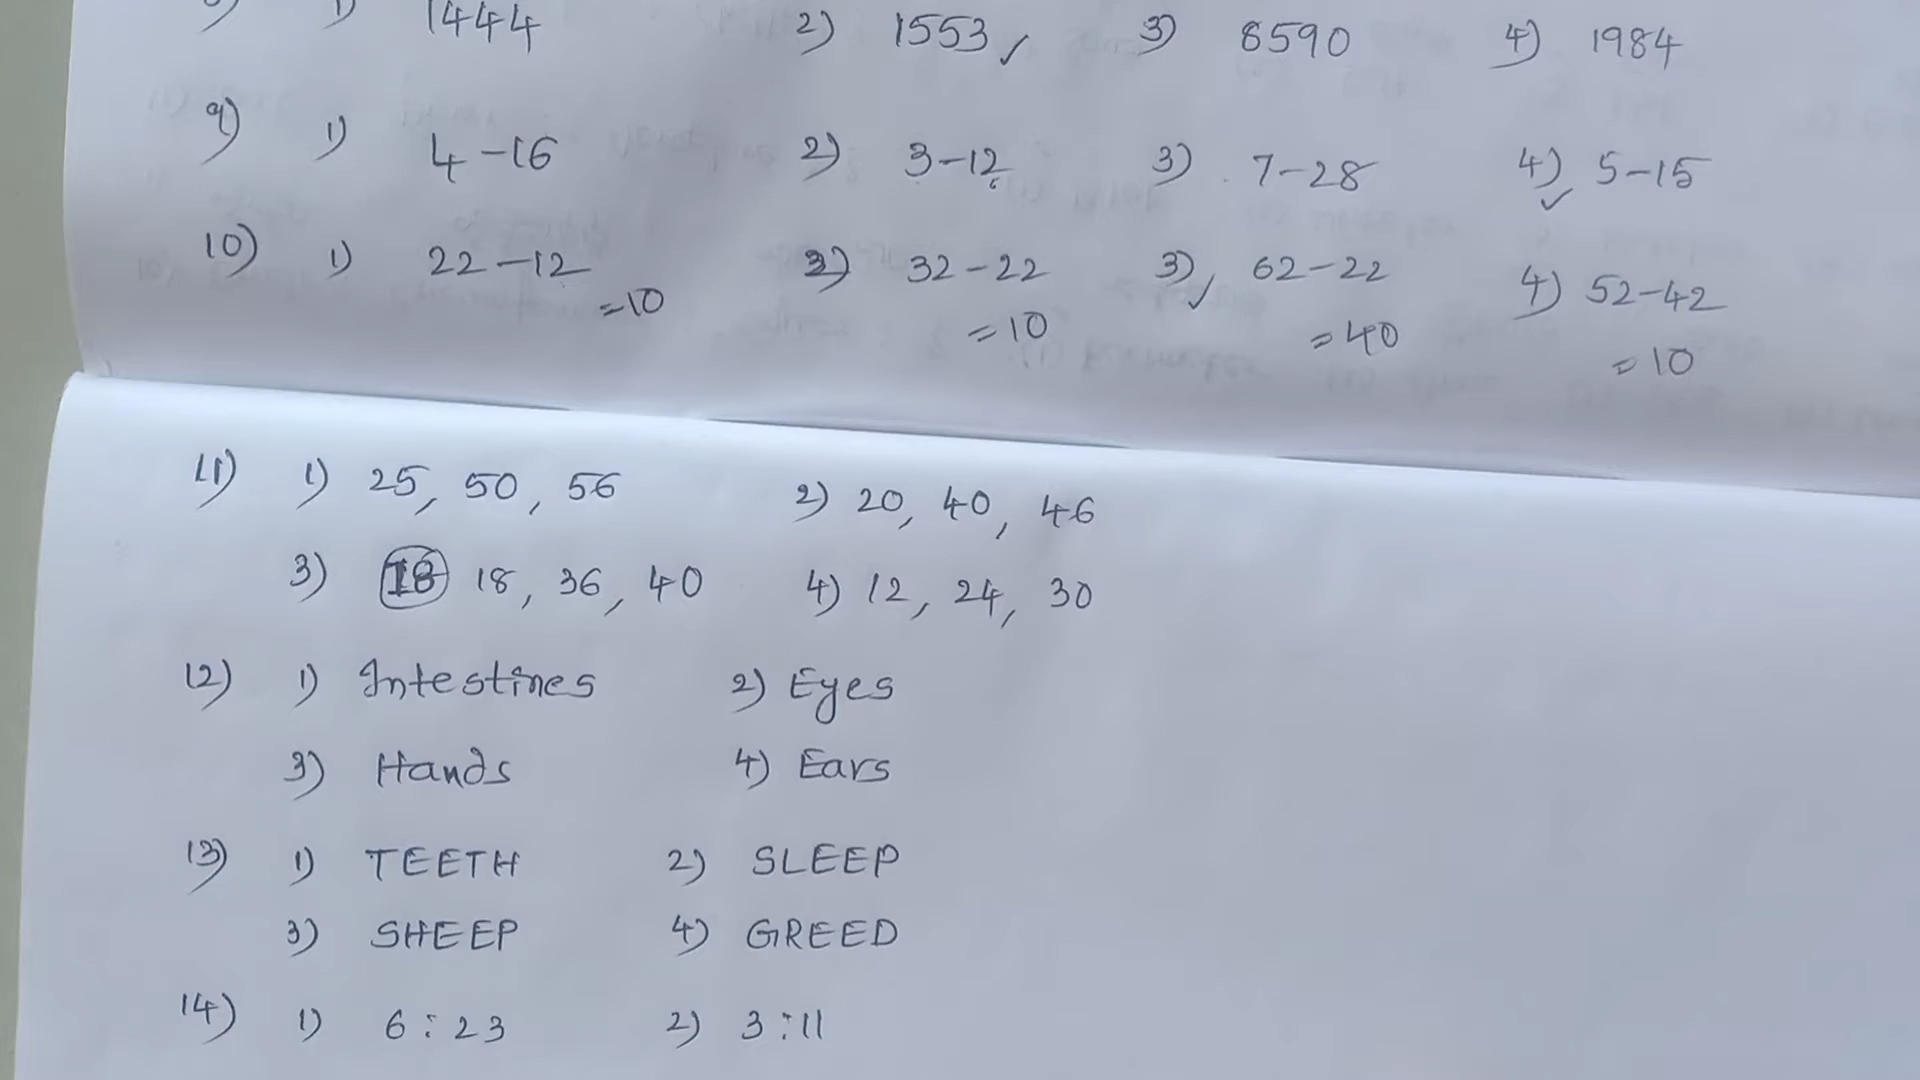 1) 1444 2) 1553 ✓ 3) 8590 4) 1984
9) 1) 4-16 2) 3-12 3) 7-28 4) ✓ 5-15
10) 1) 22-12 =10 2) 32-22 =10 3) ✓ 62-22 =40 4) 52-42 =10
11) 1) 25, 50, 56 2) 20, 40, 46
3) 18, 36, 40 4) 12, 24, 30
12) 1) Intestines 2) Eyes
3) Hands 4) Ears
13) 1) TEETH 2) SLEEP
3) SHEEP 4) GREED
14) 1) 6:23 2) 3:11